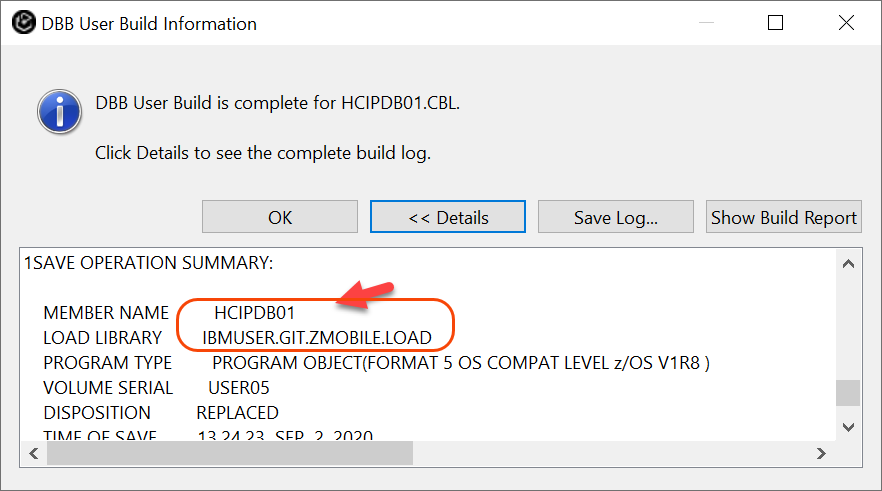 DBB User Build Information
DBB User Build is complete for HCIPDB01.CBL.
Click Details to see the complete build log.
OK
<< Details
Save Log...
Show Build Report
1SAVE OPERATION SUMMARY:
MEMBER NAME HCIPDB01
LOAD LIBRARY IBMUSER.GIT.ZMOBILE.LOAD
PROGRAM TYPE PROGRAM OBJECT(FORMAT 5 OS COMPAT LEVEL z/OS V1R8 )
VOLUME SERIAL USER05
DISPOSITION REPLACED
TIME OF SAVE 13.24.23 SEP 2, 2020